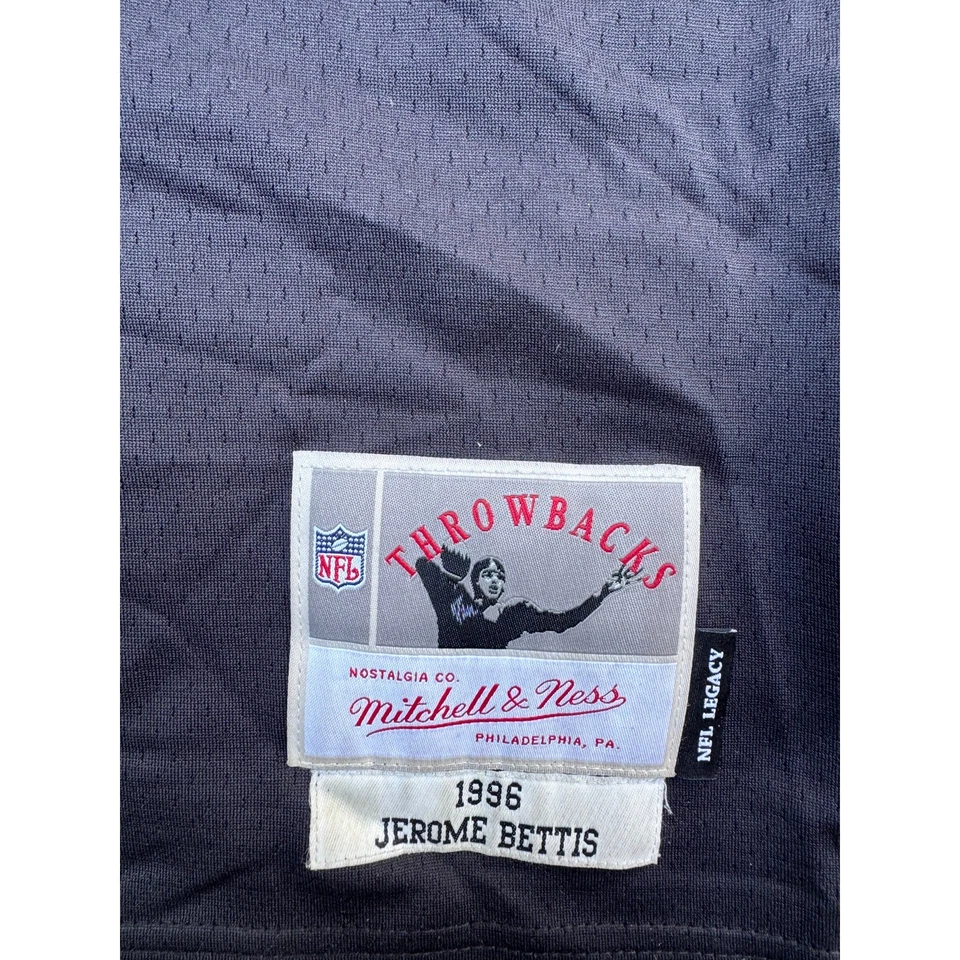 THROWBACKS
NFL
NOSTALGIA CO.
Mitchell & Ness
PHILADELPHIA, PA.
NFL LEGACY
1996
JEROME BETTIS